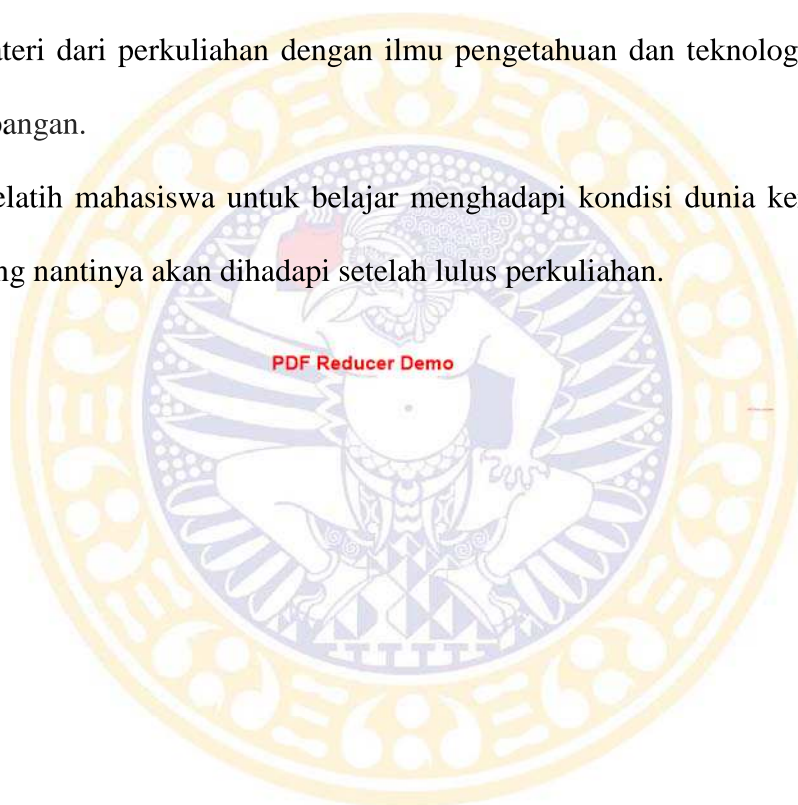 ateri dari perkuliahan dengan ilmu pengetahuan dan teknolog
pangan.
elatih mahasiswa untuk belajar menghadapi kondisi dunia ke
ng nantinya akan dihadapi setelah lulus perkuliahan.
PDF Reducer Demo